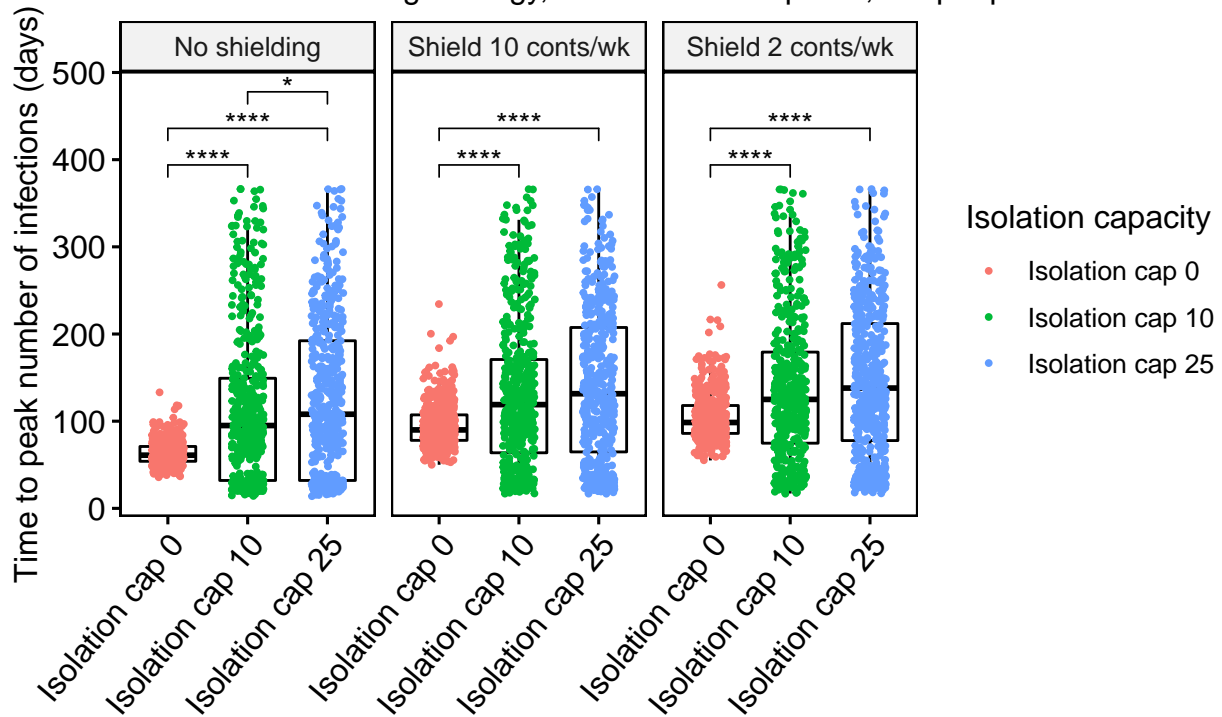 No shielding
Shield 10 conts/wk
Shield 2 conts/wk
Time to peak number of infections (days)
500
400
300
200
100
0
*
****
****
****
****
****
****
Isolation cap 0
Isolation cap 10
Isolation cap 25
Isolation cap 0
Isolation cap 10
Isolation cap 25
Isolation cap 0
Isolation cap 10
Isolation cap 25
Isolation capacity
Isolation cap 0
Isolation cap 10
Isolation cap 25